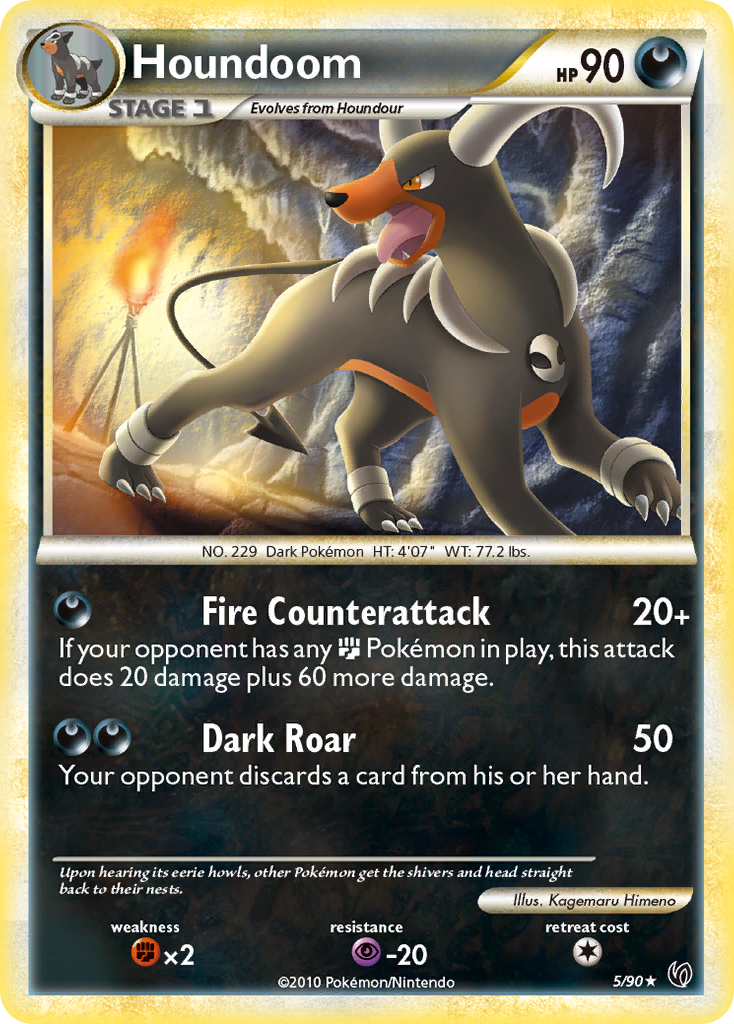 Houndoom
HP 90
STAGE 1
Evolves from Houndour
NO. 229 Dark Pokémon HT: 4'07" WT: 77.2 lbs.
Fire Counterattack 20+
If your opponent has any Pokémon in play, this attack
does 20 damage plus 60 more damage.
Dark Roar 50
Your opponent discards a card from his or her hand.
Upon hearing its eerie howls, other Pokémon get the shivers and head straight
back to their nests.
Illus. Kagemaru Himeno
weakness resistance retreat cost
×2 -20
©2010 Pokémon/Nintendo 5/90★